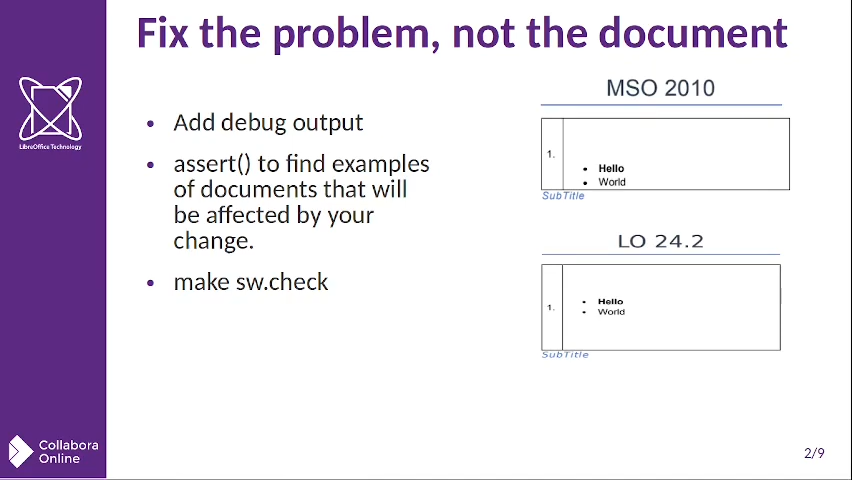 Fix the problem, not the document
LibreOffice Technology
• Add debug output
• assert() to find examples
of documents that will
be affected by your
change.
• make sw.check
MSO 2010
1.
• Hello
• World
SubTitle
LO 24.2
1.
• Hello
• World
SubTitle
Collabora
Online
2/9